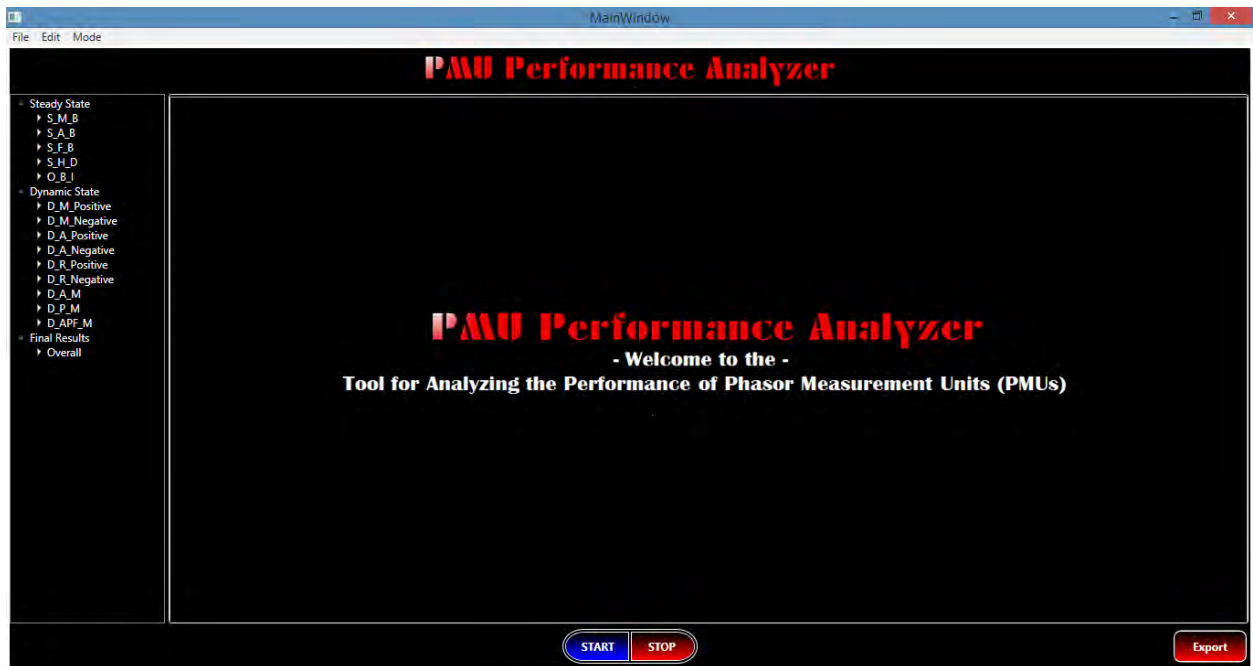 MainWindow
File Edit Mode
PMU Performance Analyzer
Steady State
S_M_B
S_A_B
S_F_B
S_H_D
O_B_I
Dynamic State
D_M_Positive
D_M_Negative
D_A_Positive
D_A_Negative
D_R_Positive
D_R_Negative
D_A_M
D_P_M
D_APF_M
Final Results
Overall
PMU Performance Analyzer
- Welcome to the -
Tool for Analyzing the Performance of Phasor Measurement Units (PMUs)
START STOP
Export